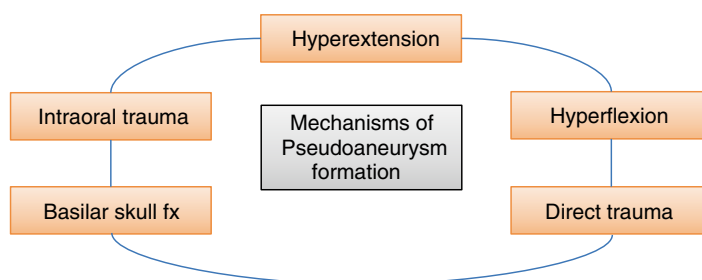 Hyperextension
Intraoral trauma
Mechanisms of
Pseudoaneurysm
formation
Hyperflexion
Basilar skull fx
Direct trauma